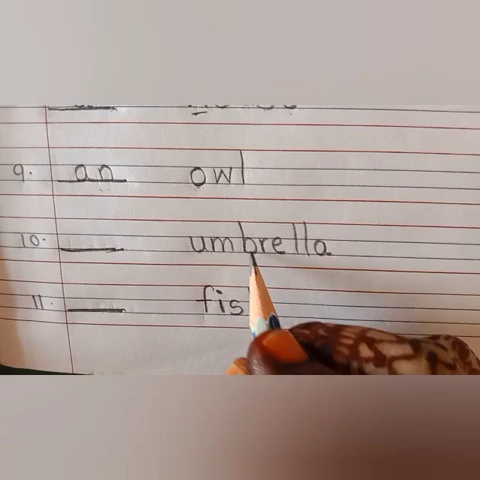 9. an owl
10. umbrella
11. fis